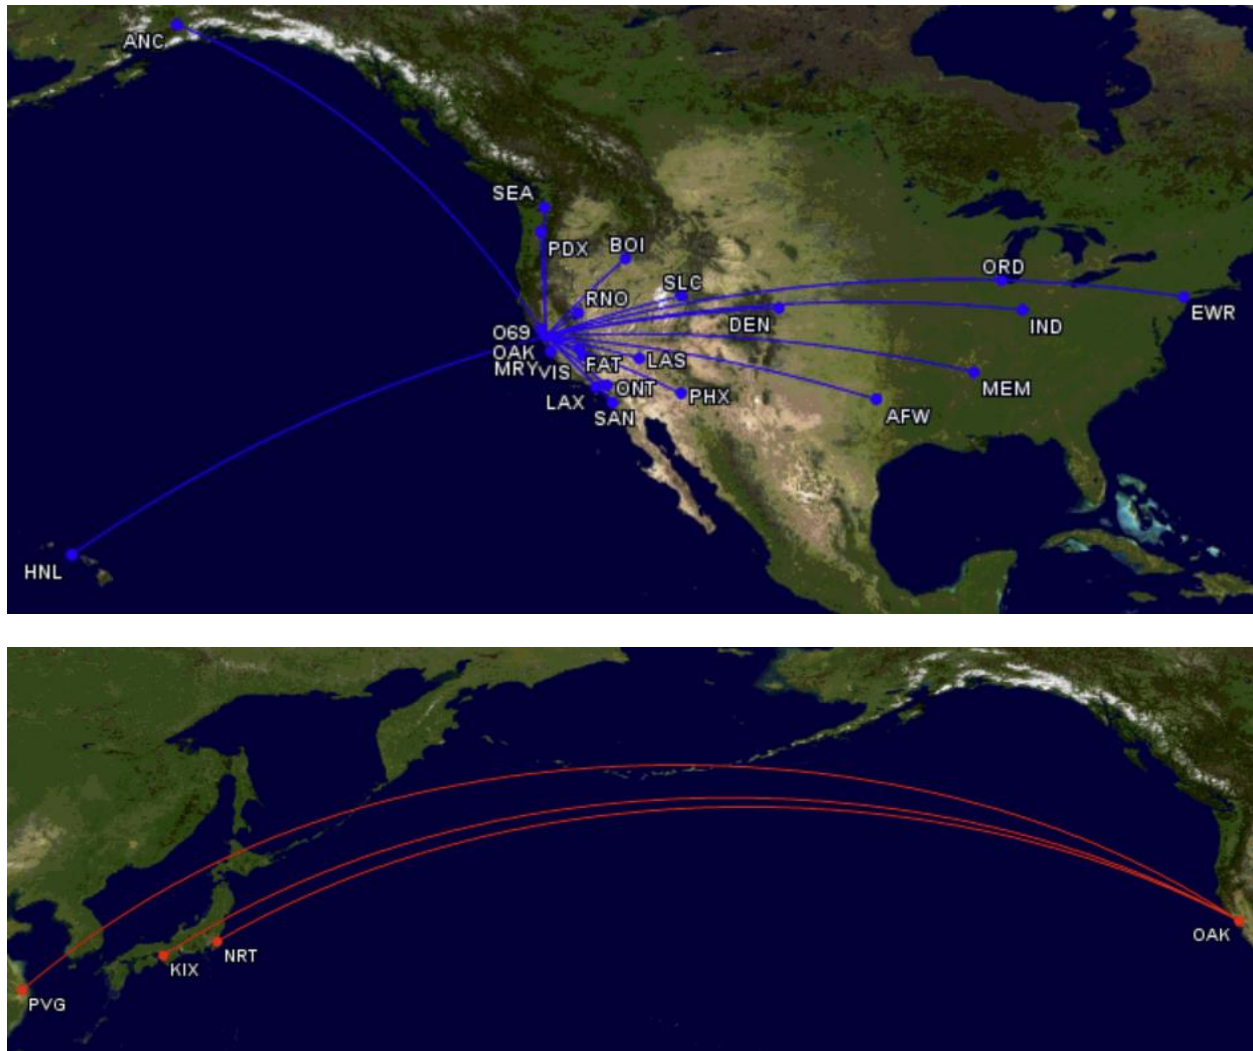 ANC
SEA
PDX
BOI
ORD
SLC
RNO
EWR
DEN
IND
O69
OAK
FAT
LAS
MRY
VIS
MEM
ONT
PHX
LAX
AFW
SAN
HNL
OAK
NRT
KIX
PVG